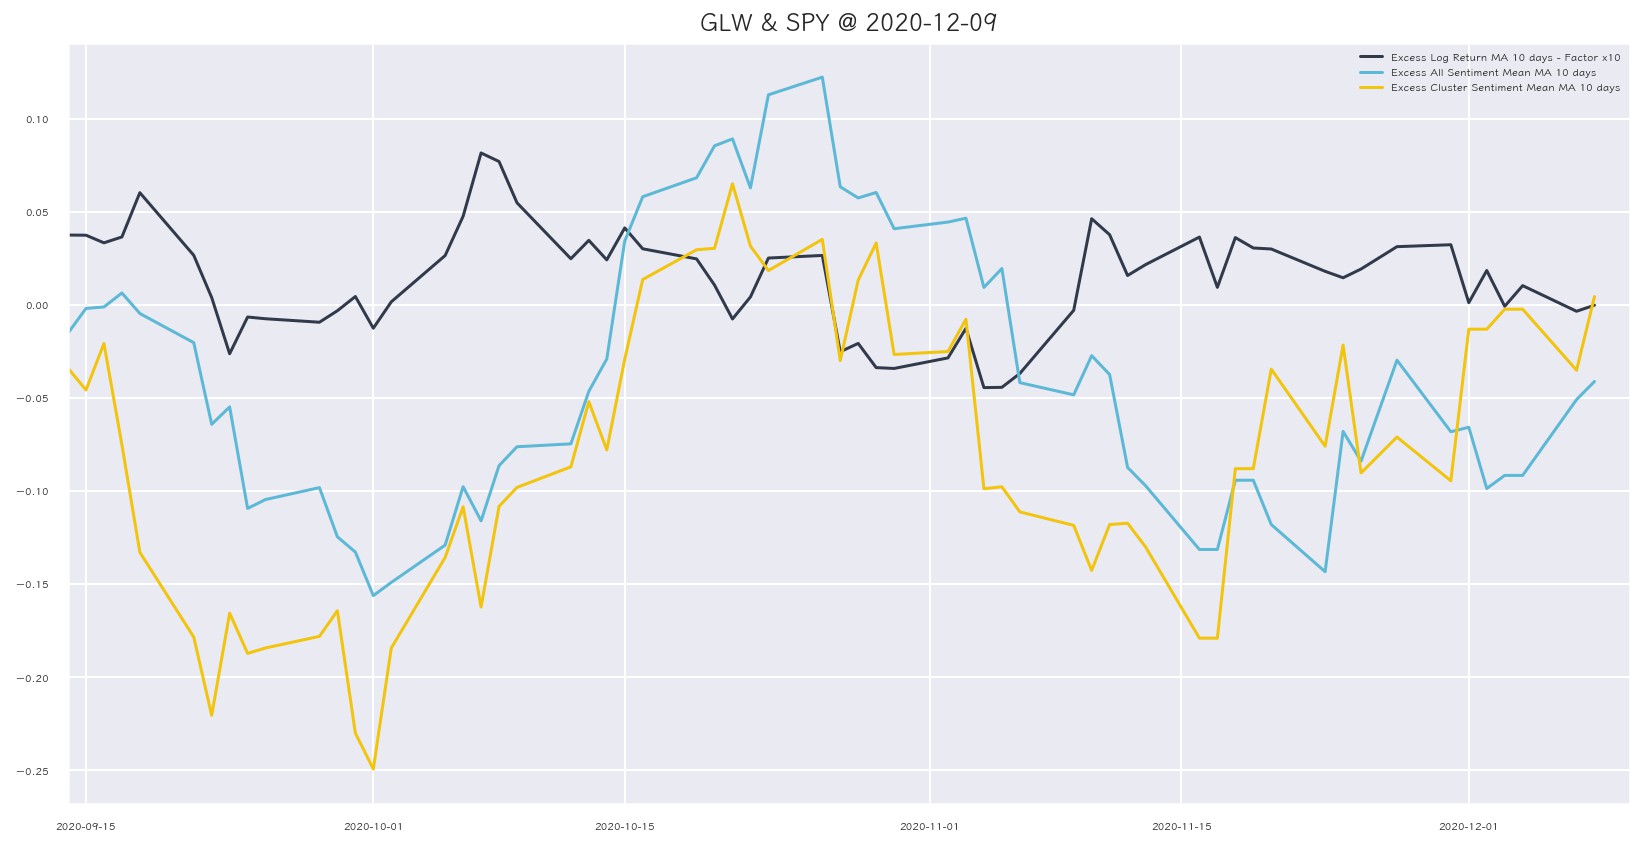 GLW & SPY @ 2020-12-09
Excess Log Return MA 10 days - Factor x10
Excess All Sentiment Mean MA 10 days
Excess Cluster Sentiment Mean MA 10 days
0.10
0.05
0.00
−0.05
−0.10
−0.15
−0.20
−0.25
2020-09-15 2020-10-01 2020-10-15 2020-11-01 2020-11-15 2020-12-01